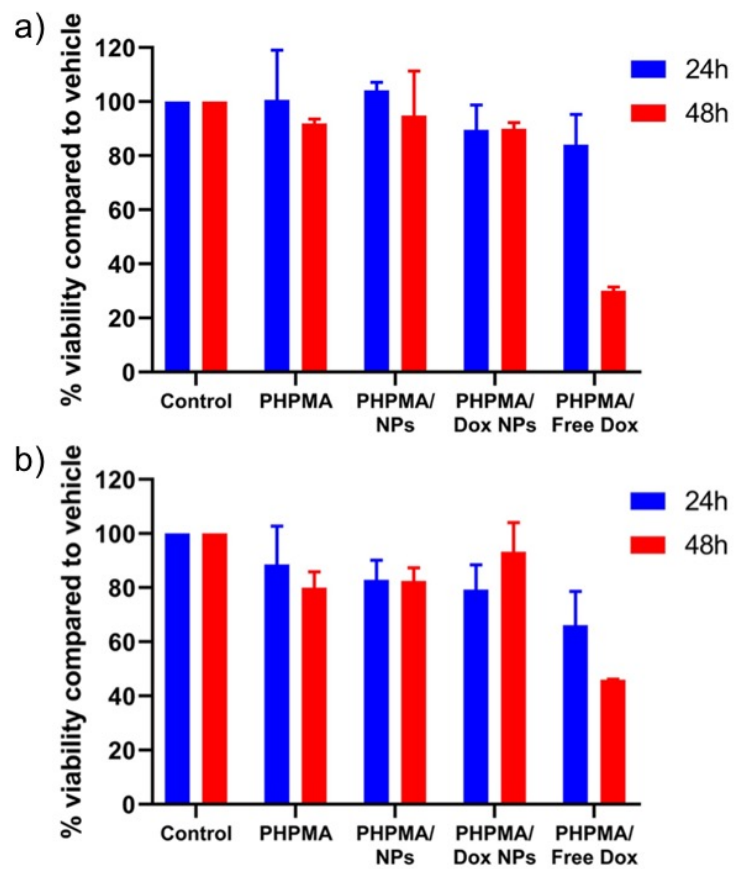 a)
% viability compared to vehicle
120
100
80
60
40
20
0
Control
PHPMA
PHPMA/
NPs
PHPMA/
Dox NPs
PHPMA/
Free Dox
24h
48h
b)
% viability compared to vehicle
120
100
80
60
40
20
0
Control
PHPMA
PHPMA/
NPs
PHPMA/
Dox NPs
PHPMA/
Free Dox
24h
48h